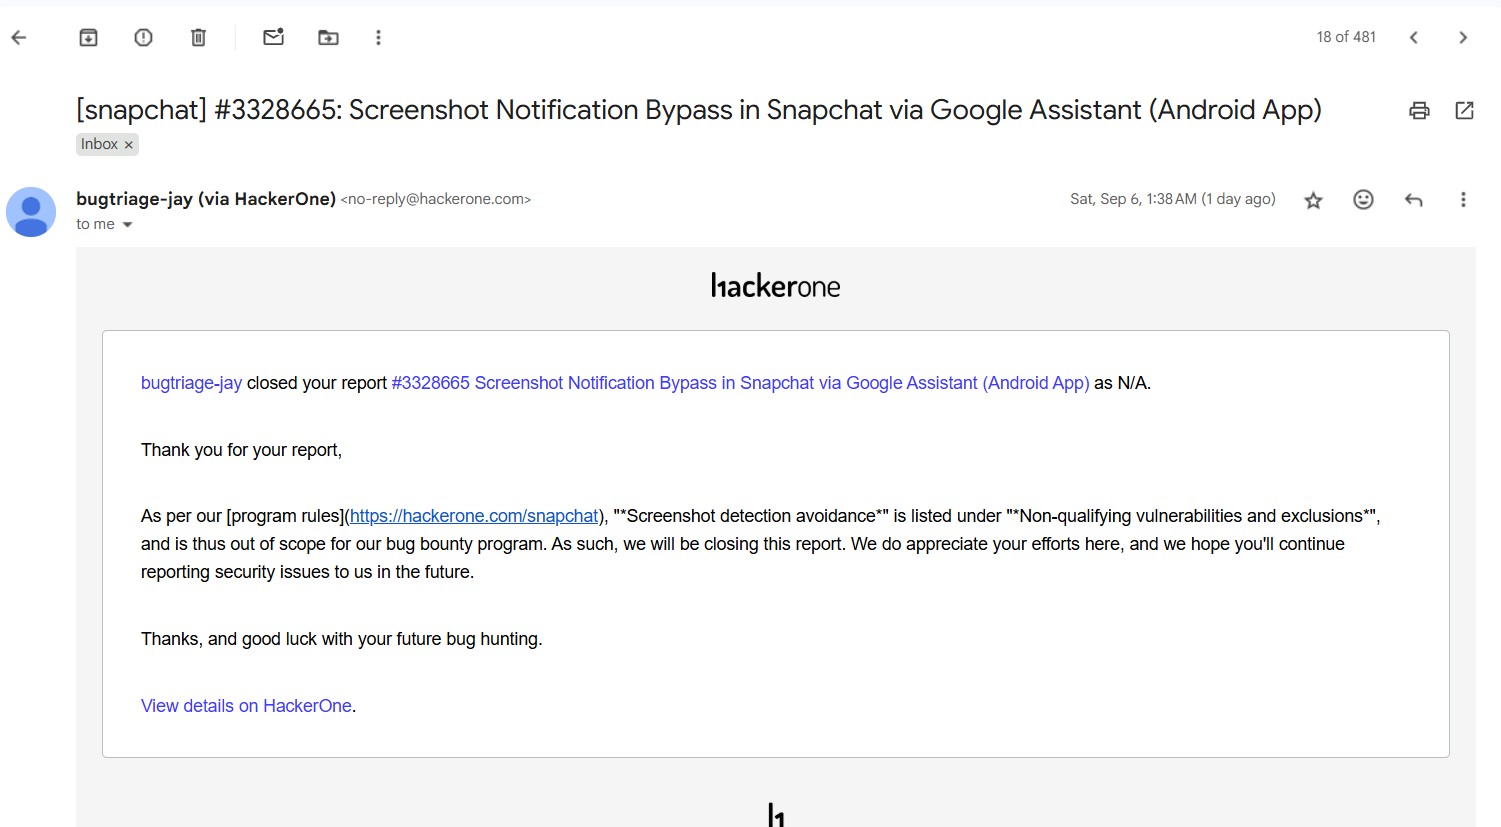 18 of 481
[snapchat] #3328665: Screenshot Notification Bypass in Snapchat via Google Assistant (Android App)
Inbox ×
bugtriage-jay (via HackerOne) <no-reply@hackerone.com>
Sat, Sep 6, 1:38 AM (1 day ago)
to me
hackerone
bugtriage-jay closed your report #3328665 Screenshot Notification Bypass in Snapchat via Google Assistant (Android App) as N/A.
Thank you for your report,
As per our [program rules](https://hackerone.com/snapchat), "*Screenshot detection avoidance*" is listed under "*Non-qualifying vulnerabilities and exclusions*",
and is thus out of scope for our bug bounty program. As such, we will be closing this report. We do appreciate your efforts here, and we hope you'll continue
reporting security issues to us in the future.
Thanks, and good luck with your future bug hunting.
View details on HackerOne.